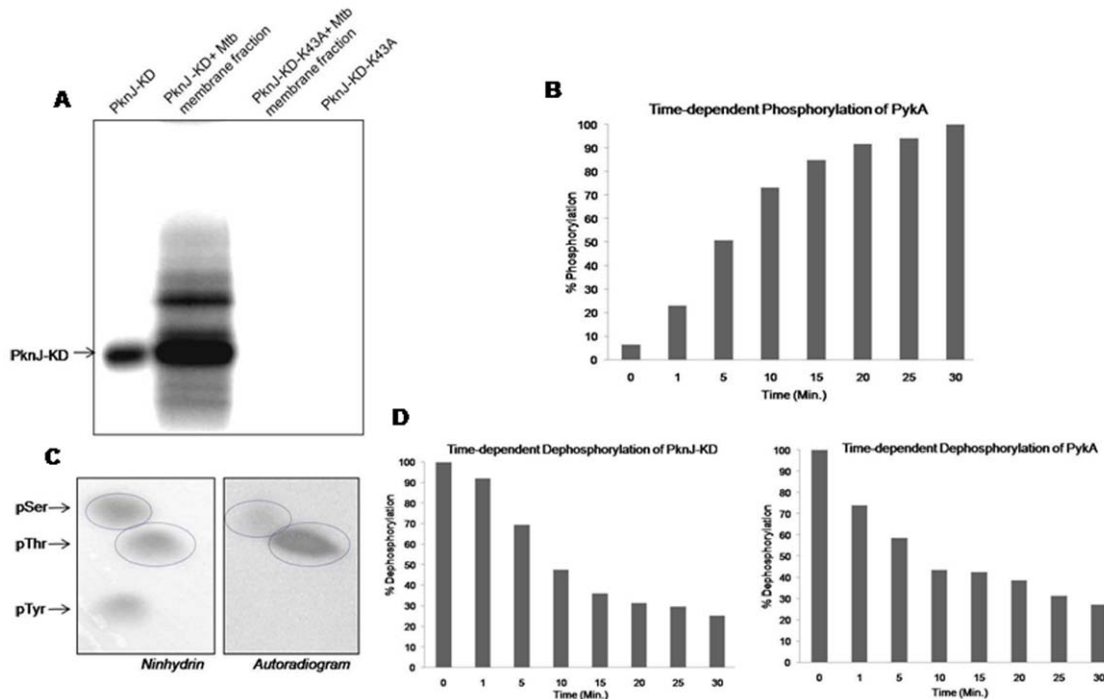 A
PknJ-KD
PknJ -KD+ Mtb
membrane fraction
PknJ-KD-K43A+ Mtb
membrane fraction
PknJ-KD-K43A
PknJ-KD
B
Time-dependent Phosphorylation of PykA
% Phosphorylation
100
90
80
70
60
50
40
30
20
10
0
0 1 5 10 15 20 25 30
Time (Min.)
C
pSer
pThr
pTyr
Ninhydrin
Autoradiogram
D
Time-dependent Dephosphorylation of PknJ-KD
% Dephosphorylation
100
90
80
70
60
50
40
30
20
10
0
0 1 5 10 15 20 25 30
Time (Min.)
Time-dependent Dephosphorylation of PykA
% Dephosphorylation
100
90
80
70
60
50
40
30
20
10
0
0 1 5 10 15 20 25 30
Time (Min.)